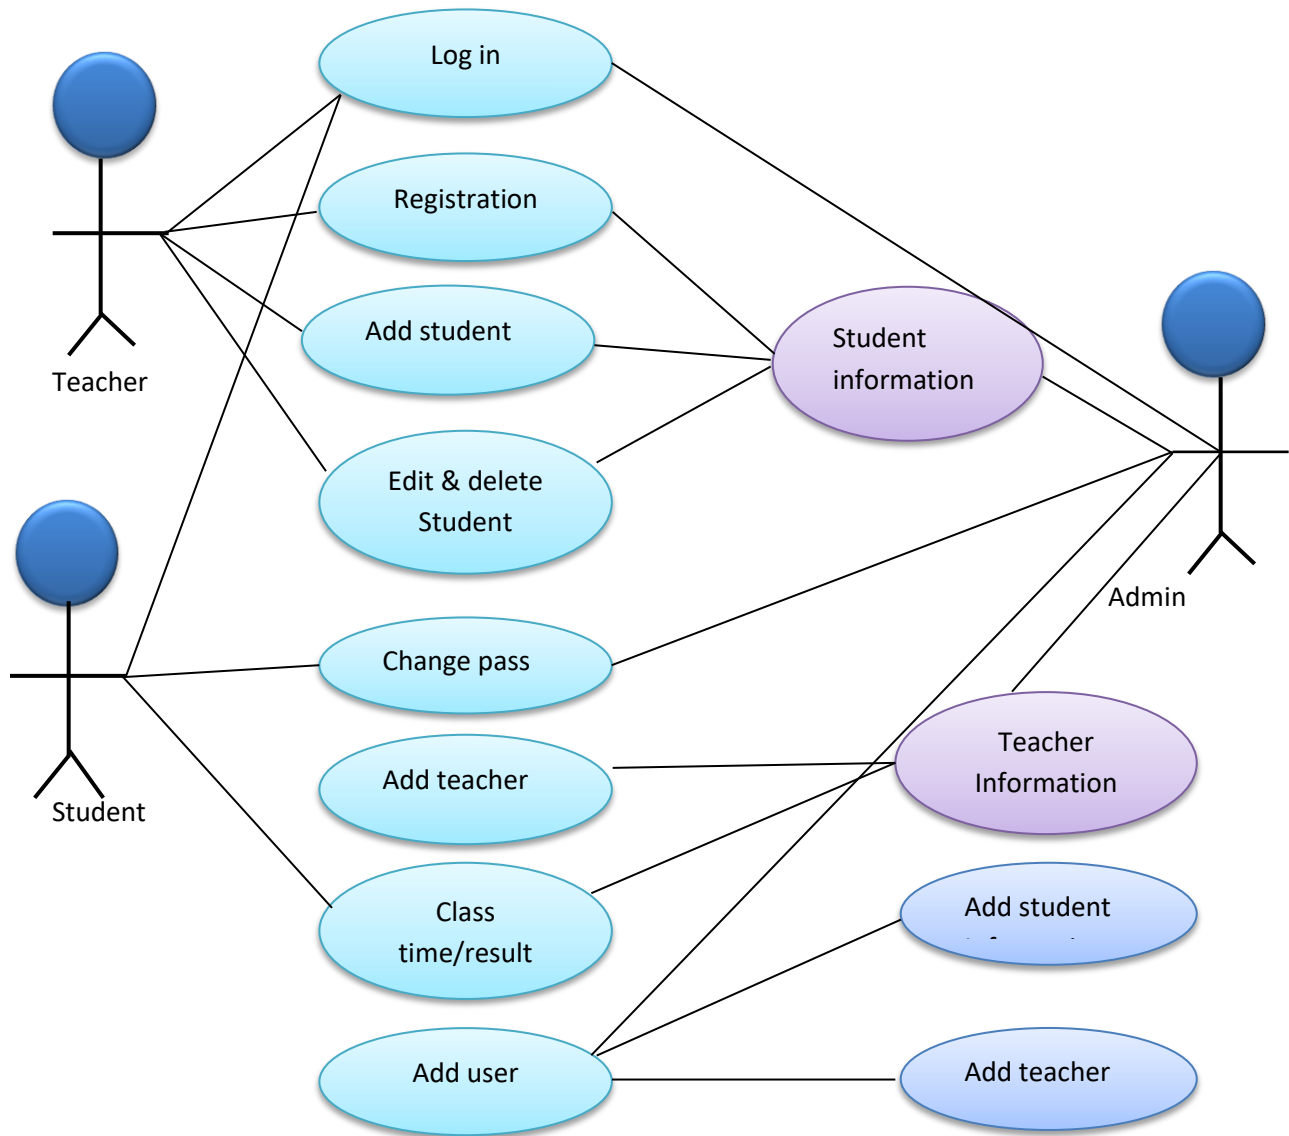 Log in
Registration
Add student
Teacher
Student
information
Edit & delete
Student
Admin
Change pass
Teacher
Information
Add teacher
Student
Class
time/result
Add student
Add user
Add teacher